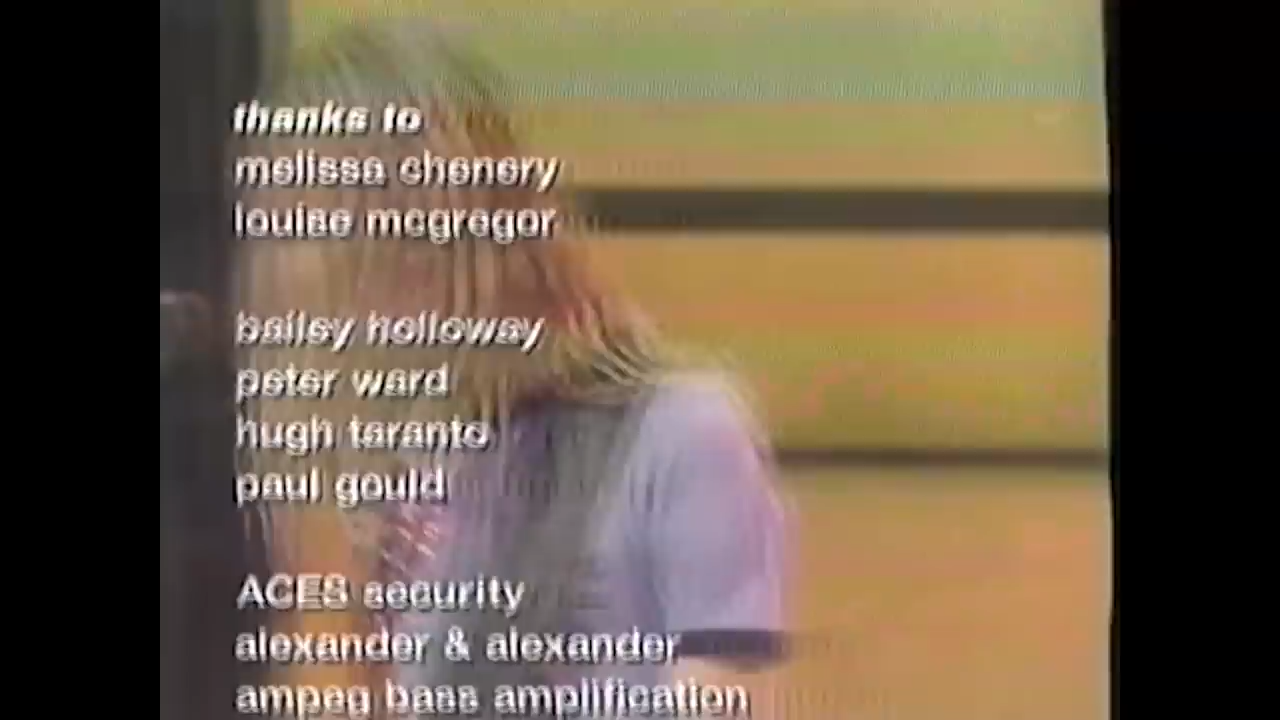 thanks to
melissa chenery
louise mcgregor
bailey holloway
peter ward
hugh taranto
paul gould
ACES security
alexander & alexander
ampeg bass amplification